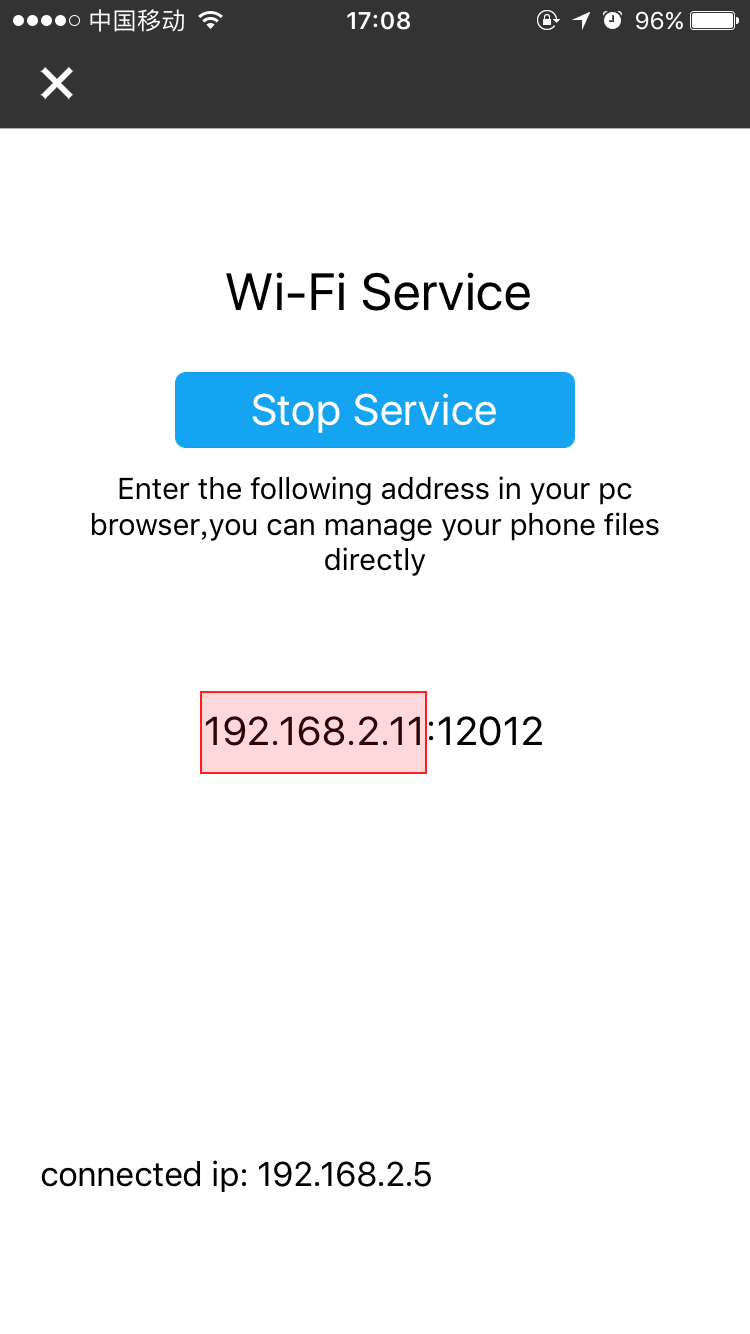 中国移动 17:08 96%
Wi-Fi Service
Stop Service
Enter the following address in your pc
browser,you can manage your phone files
directly
192.168.2.11:12012
connected ip: 192.168.2.5